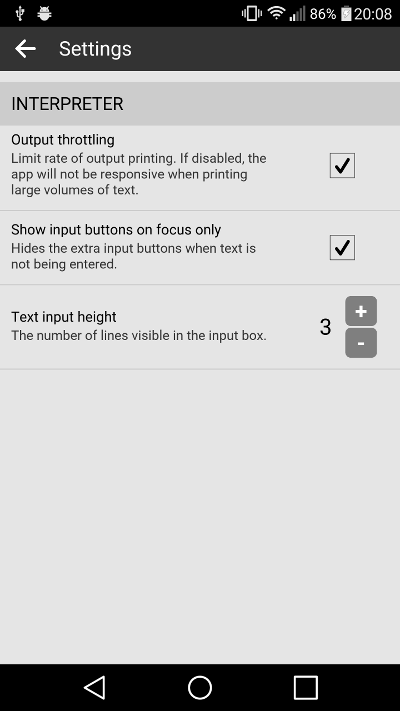 86% 20:08
Settings
INTERPRETER
Output throttling
Limit rate of output printing. If disabled, the
app will not be responsive when printing
large volumes of text.
Show input buttons on focus only
Hides the extra input buttons when text is
not being entered.
Text input height
The number of lines visible in the input box.
3
+
-